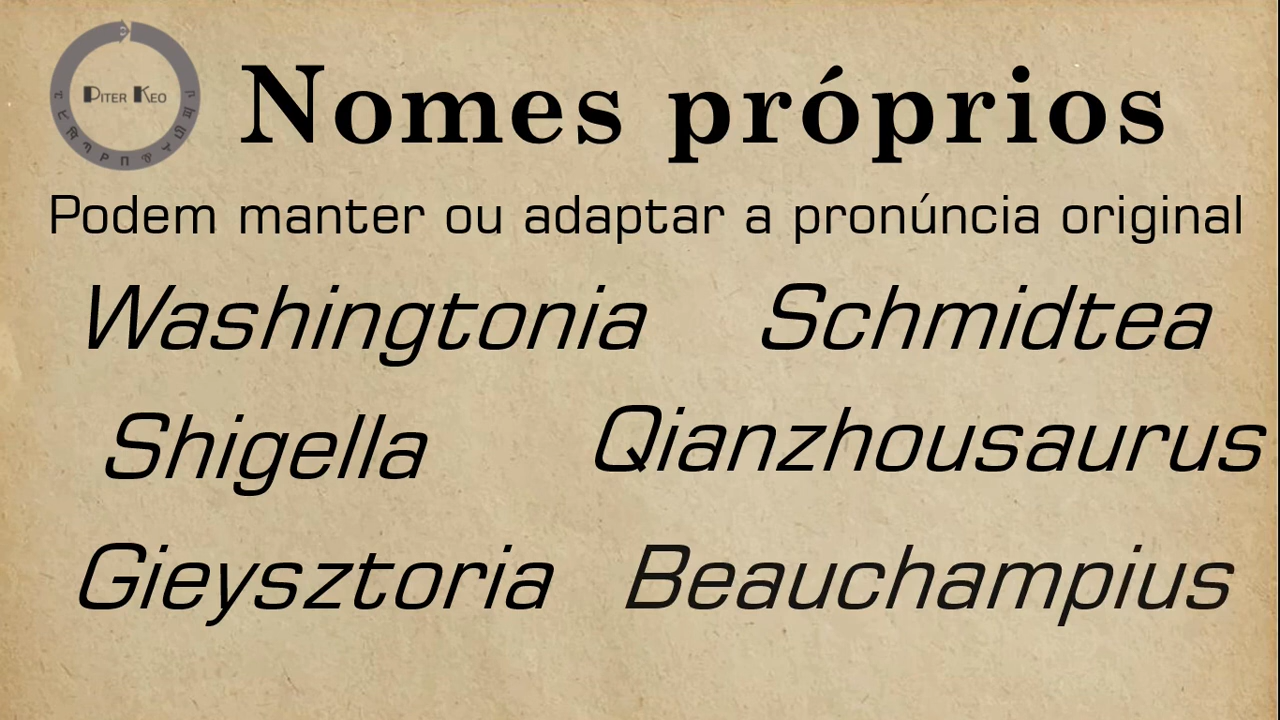 PITER KEO
Nomes próprios
Podem manter ou adaptar a pronúncia original
Washingtonia Schmidtea
Shigella Qianzhousaurus
Gieysztoria Beauchampius